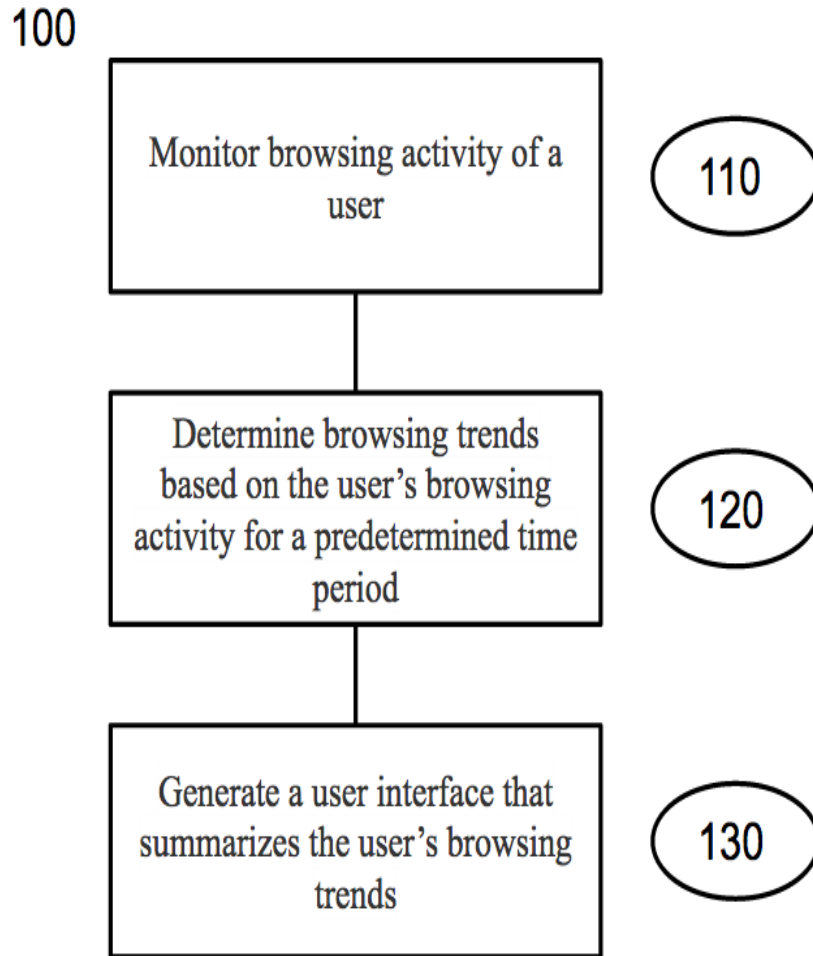 100
Monitor browsing activity of a
user
110
Determine browsing trends
based on the user’s browsing
activity for a predetermined time
period
120
Generate a user interface that
summarizes the user’s browsing
trends
130